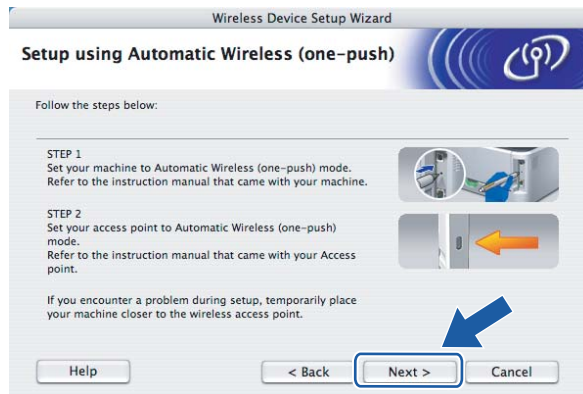 Wireless Device Setup Wizard
Setup using Automatic Wireless (one-push)
Follow the steps below:
STEP 1
Set your machine to Automatic Wireless (one-push) mode.
Refer to the instruction manual that came with your machine.
STEP 2
Set your access point to Automatic Wireless (one-push)
mode.
Refer to the instruction manual that came with your Access
point.
If you encounter a problem during setup, temporarily place
your machine closer to the wireless access point.
Help
< Back
Next >
Cancel